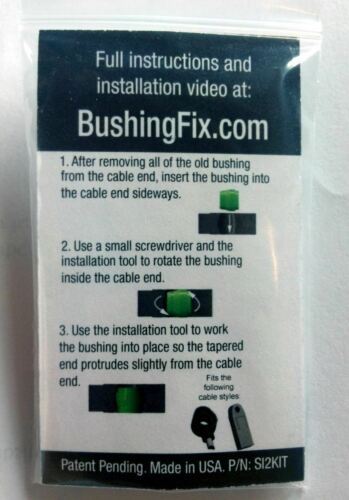 Full instructions and
installation video at:
BushingFix.com
1. After removing all of the old bushing
from the cable end, insert the bushing into
the cable end sideways.
2. Use a small screwdriver and the
installation tool to rotate the bushing
inside the cable end.
3. Use the installation tool to work
the bushing into place so the tapered
end protrudes slightly from the cable
end.
Fits the
following
cable styles
Patent Pending. Made in USA. P/N: SI2KIT